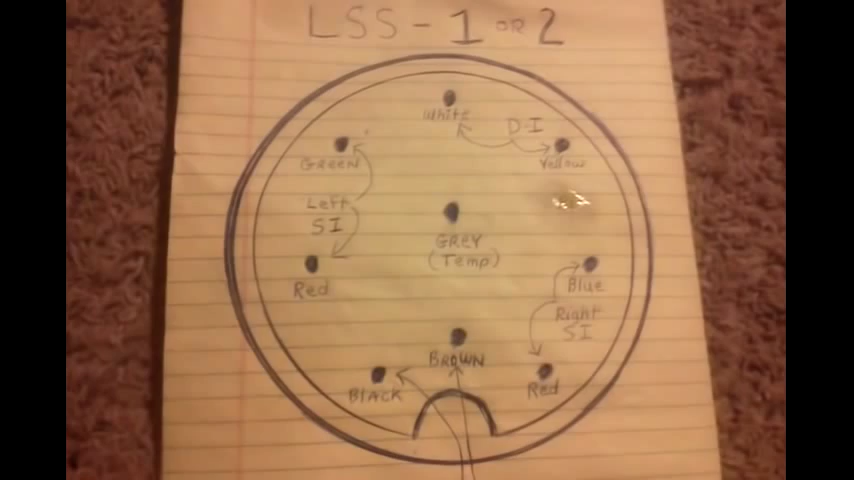 LSS - 1 OR 2
White
D-I
GREEN
Yellow
Left
SI
GREY
(Temp)
Red
Blue
Right
SI
BROWN
BLACK
Red